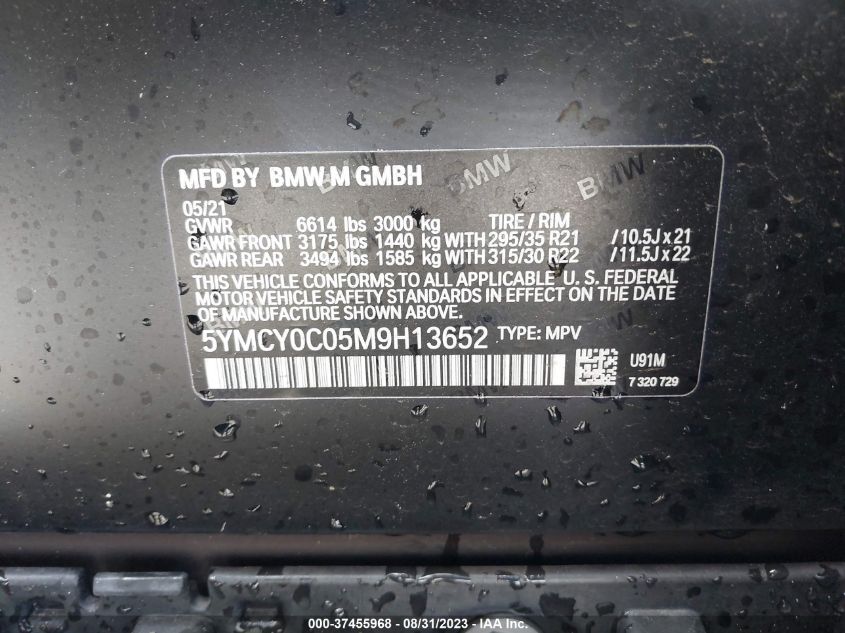 MFD BY BMW M GMBH
05/21
GVWR 6614 lbs 3000 kg TIRE / RIM
GAWR FRONT 3175 lbs 1440 kg WITH 295/35 R21 /10.5J x 21
GAWR REAR 3494 lbs 1585 kg WITH 315/30 R22 /11.5J x 22
THIS VEHICLE CONFORMS TO ALL APPLICABLE U. S. FEDERAL
MOTOR VEHICLE SAFETY STANDARDS IN EFFECT ON THE DATE
OF MANUFACTURE SHOWN ABOVE.
5YMCY0C05M9H13652 TYPE: MPV
U91M
7 320 729
BMW
BMW
BMW
000-37455968 - 08/31/2023 - IAA Inc.